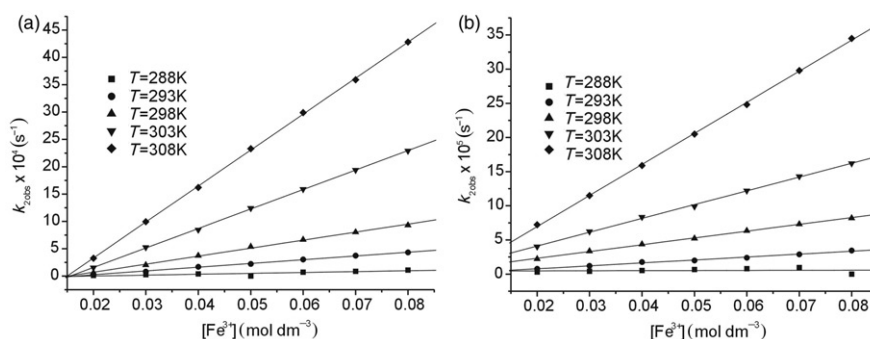 (a)
k2obs x 10⁴ (s⁻¹)
45
40
35
30
25
20
15
10
5
0
T=288K
T=293K
T=298K
T=303K
T=308K
0.02 0.03 0.04 0.05 0.06 0.07 0.08
[Fe³⁺] (mol dm⁻³)
(b)
k2obs x 10⁵ (s⁻¹)
35
30
25
20
15
10
5
0
T=288K
T=293K
T=298K
T=303K
T=308K
0.02 0.03 0.04 0.05 0.06 0.07 0.08
[Fe³⁺] (mol dm⁻³)